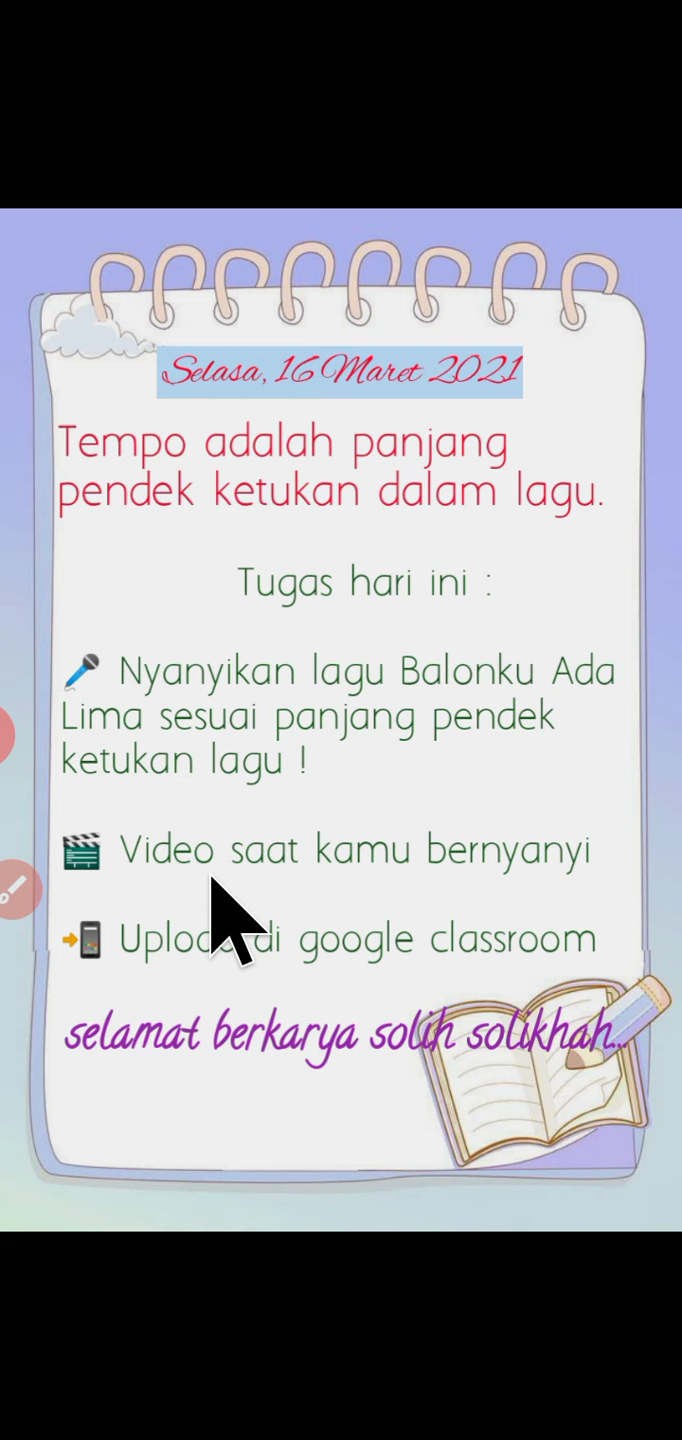 Selasa, 16 Maret 2021
Tempo adalah panjang
pendek ketukan dalam lagu.
Tugas hari ini :
Nyanyikan lagu Balonku Ada
Lima sesuai panjang pendek
ketukan lagu !
Video saat kamu bernyanyi
Upload di google classroom
selamat berkarya solih solikhah...